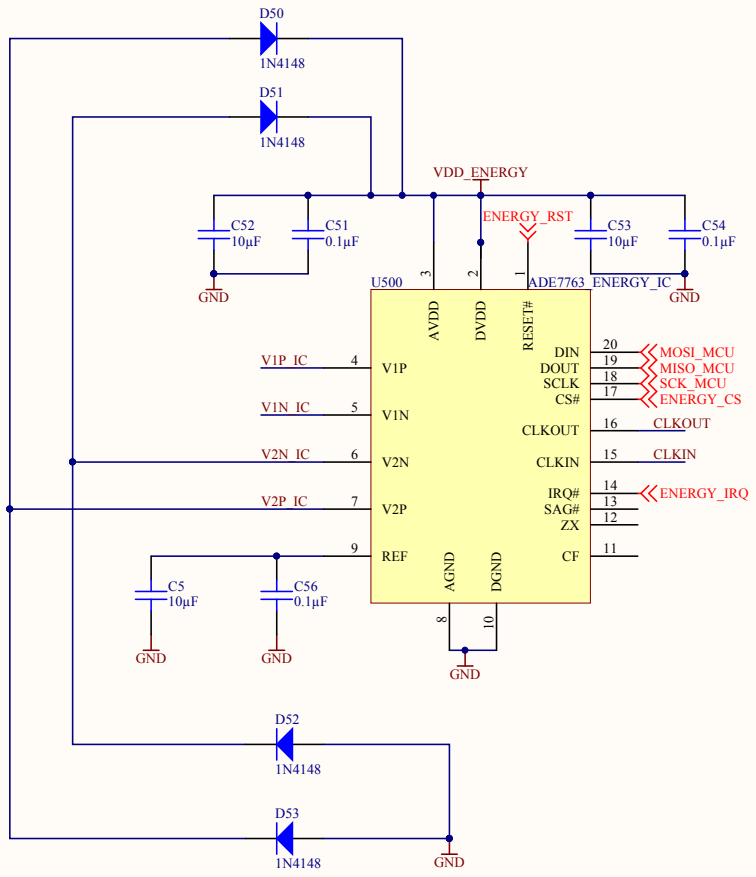 D50
1N4148
D51
1N4148
VDD_ENERGY
ENERGY_RST
C52
10µF
C51
0.1µF
C53
10µF
C54
0.1µF
GND
GND
U500
ADE7763_ENERGY_IC
3
2
1
AVDD
DVDD
RESET#
V1P_IC
4
V1P
V1N_IC
5
V1N
V2N_IC
6
V2N
V2P_IC
7
V2P
9
REF
DIN
20
MOSI_MCU
DOUT
19
MISO_MCU
SCLK
18
SCK_MCU
CS#
17
ENERGY_CS
CLKOUT
16
CLKOUT
CLKIN
15
CLKIN
IRQ#
14
ENERGY_IRQ
SAG#
13
ZX
12
CF
11
AGND
DGND
8
10
GND
C5
10µF
C56
0.1µF
GND
GND
D52
1N4148
D53
1N4148
GND